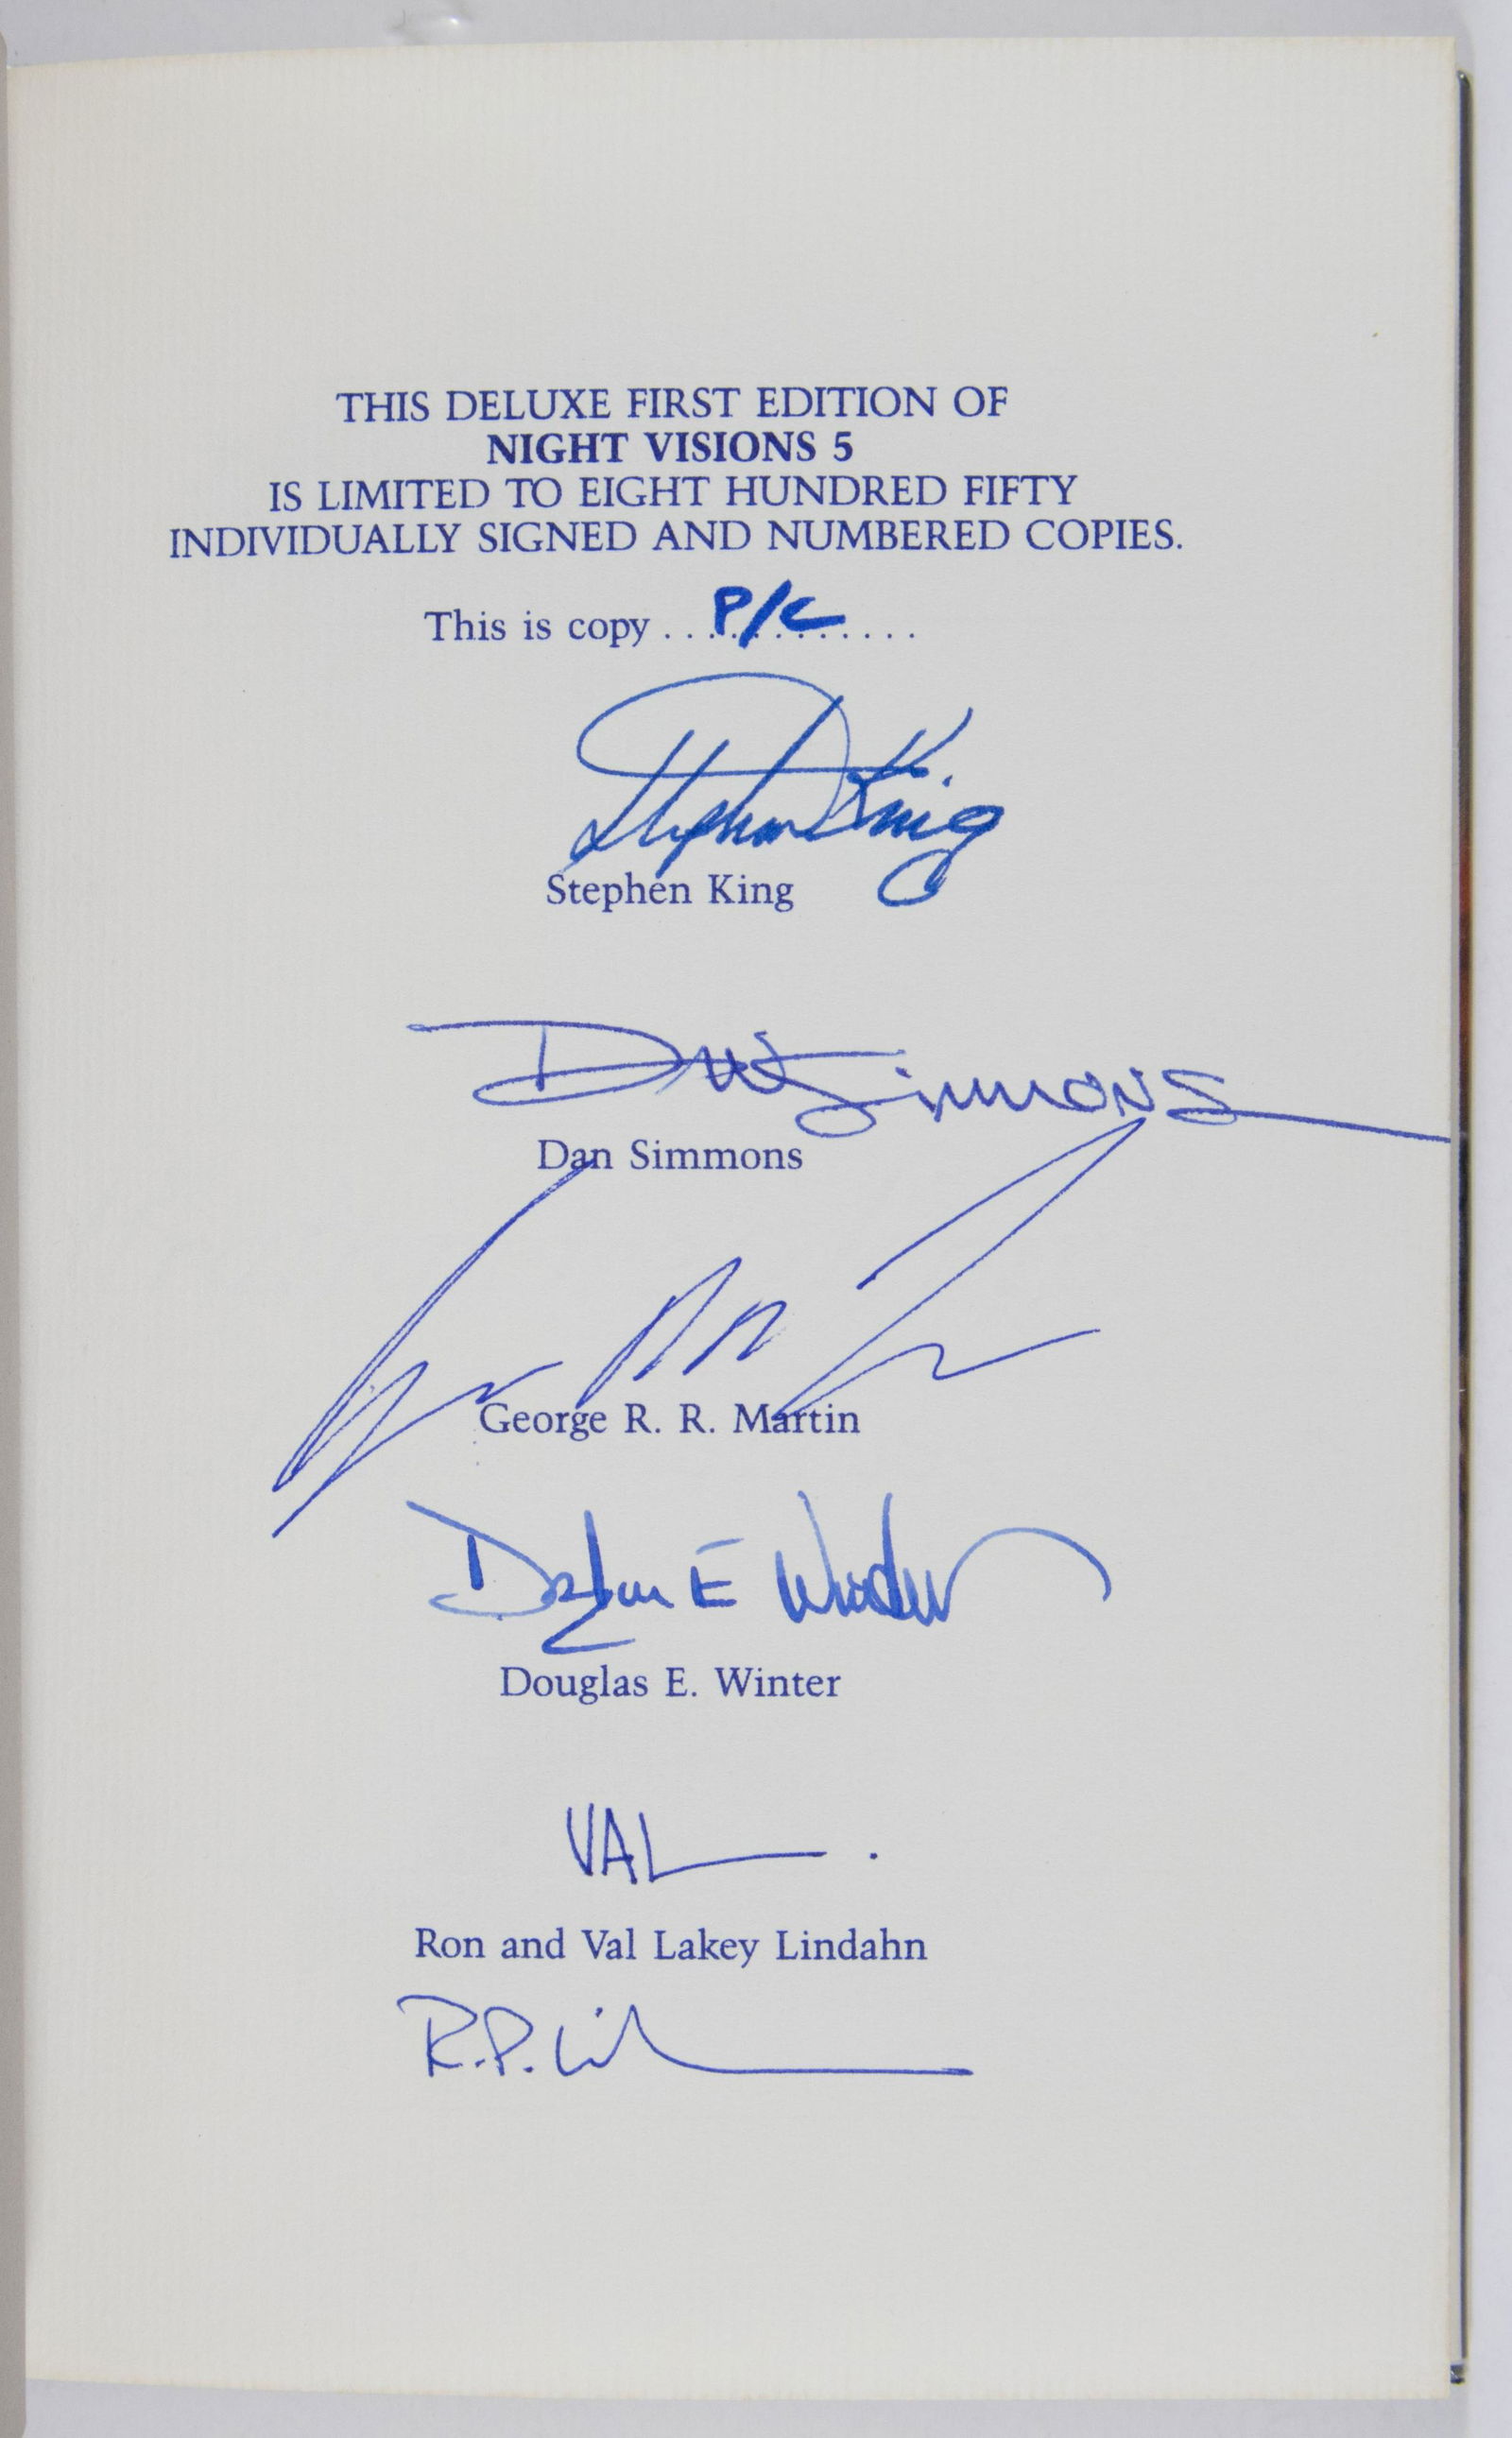 THIS DELUXE FIRST EDITION OF
NIGHT VISIONS 5
IS LIMITED TO EIGHT HUNDRED FIFTY
INDIVIDUALLY SIGNED AND NUMBERED COPIES.
This is copy . . P/C . . . .
Stephen King
Stephen King
D W Simmons
Dan Simmons
George R. R. Martin
Douglas E Winter
Douglas E. Winter
VAL
Ron and Val Lakey Lindahn
R.P.